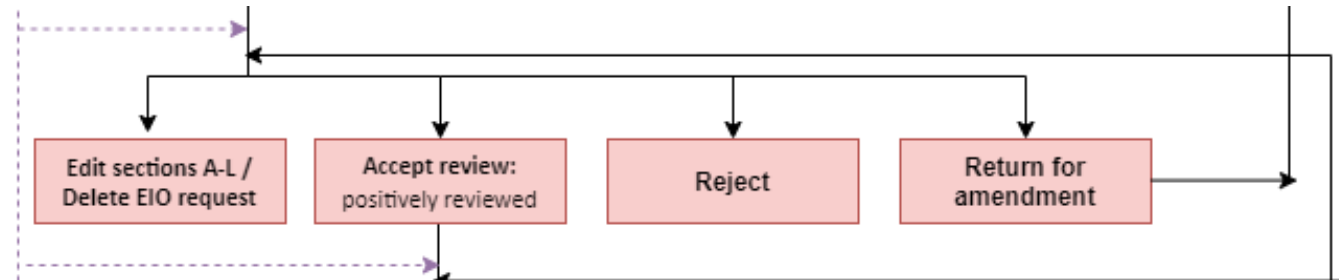 Edit sections A-L /
Delete EIO request
Accept review:
positively reviewed
Reject
Return for
amendment